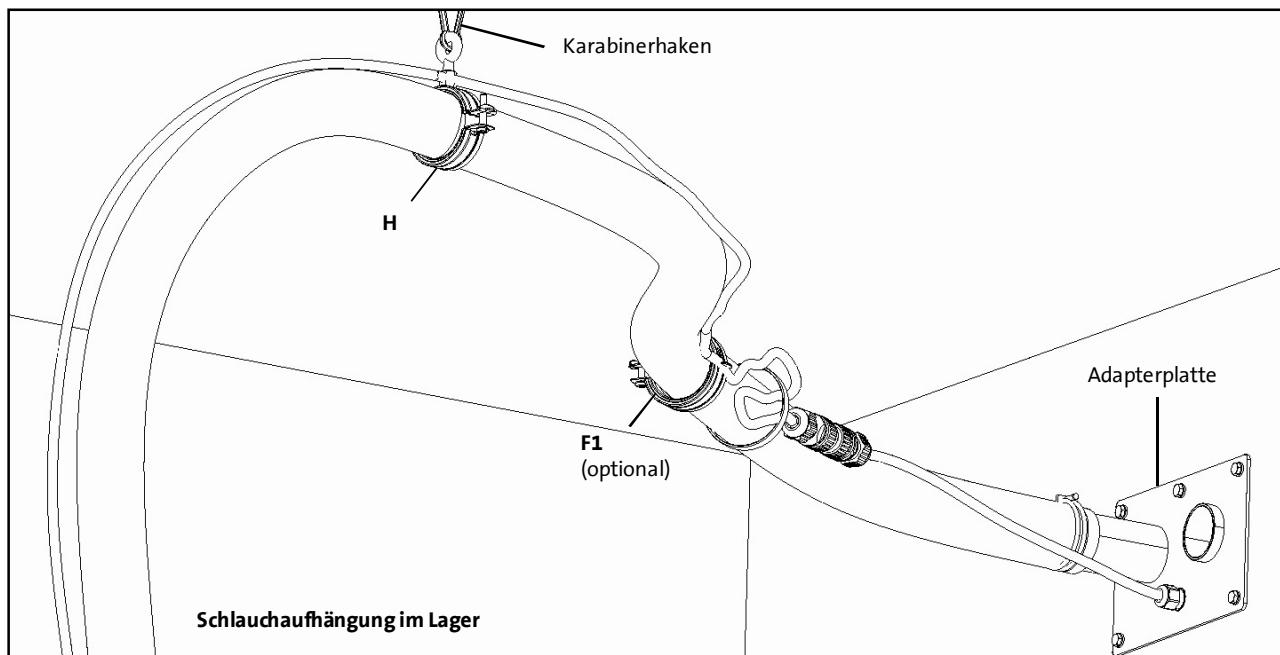 Karabinerhaken
H
Adapterplatte
F1
(optional)
Schlauchaufhängung im Lager